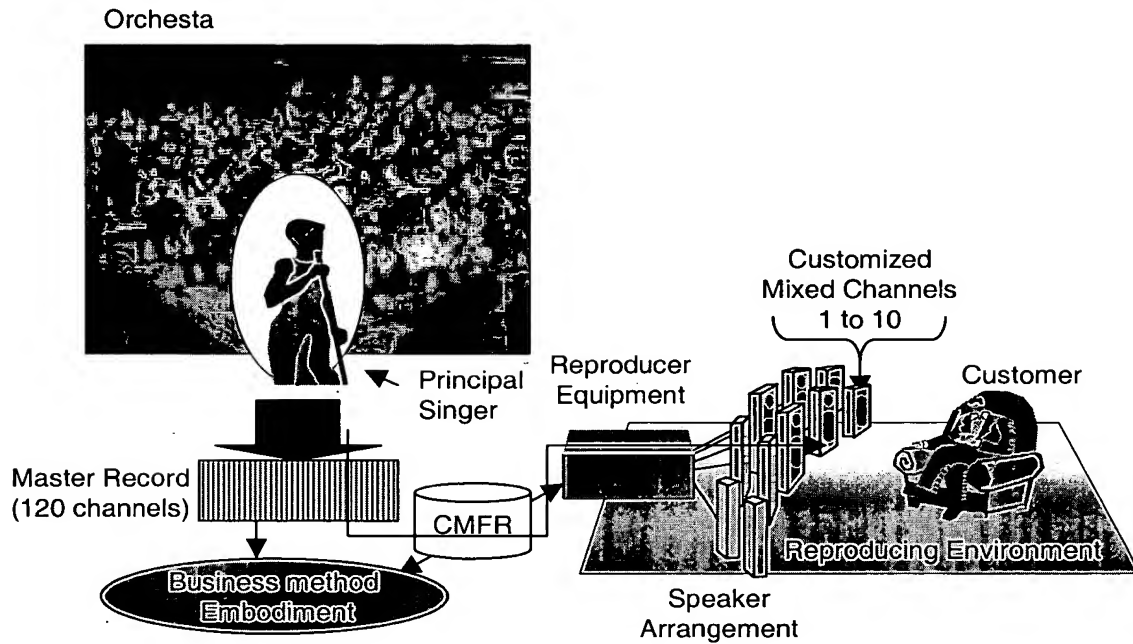 Orchesta
Principal
Singer
Master Record
(120 channels)
CMFR
Business method
Embodiment
Reproducer
Equipment
Customized
Mixed Channels
1 to 10
Customer
Reproducing Environment
Speaker
Arrangement